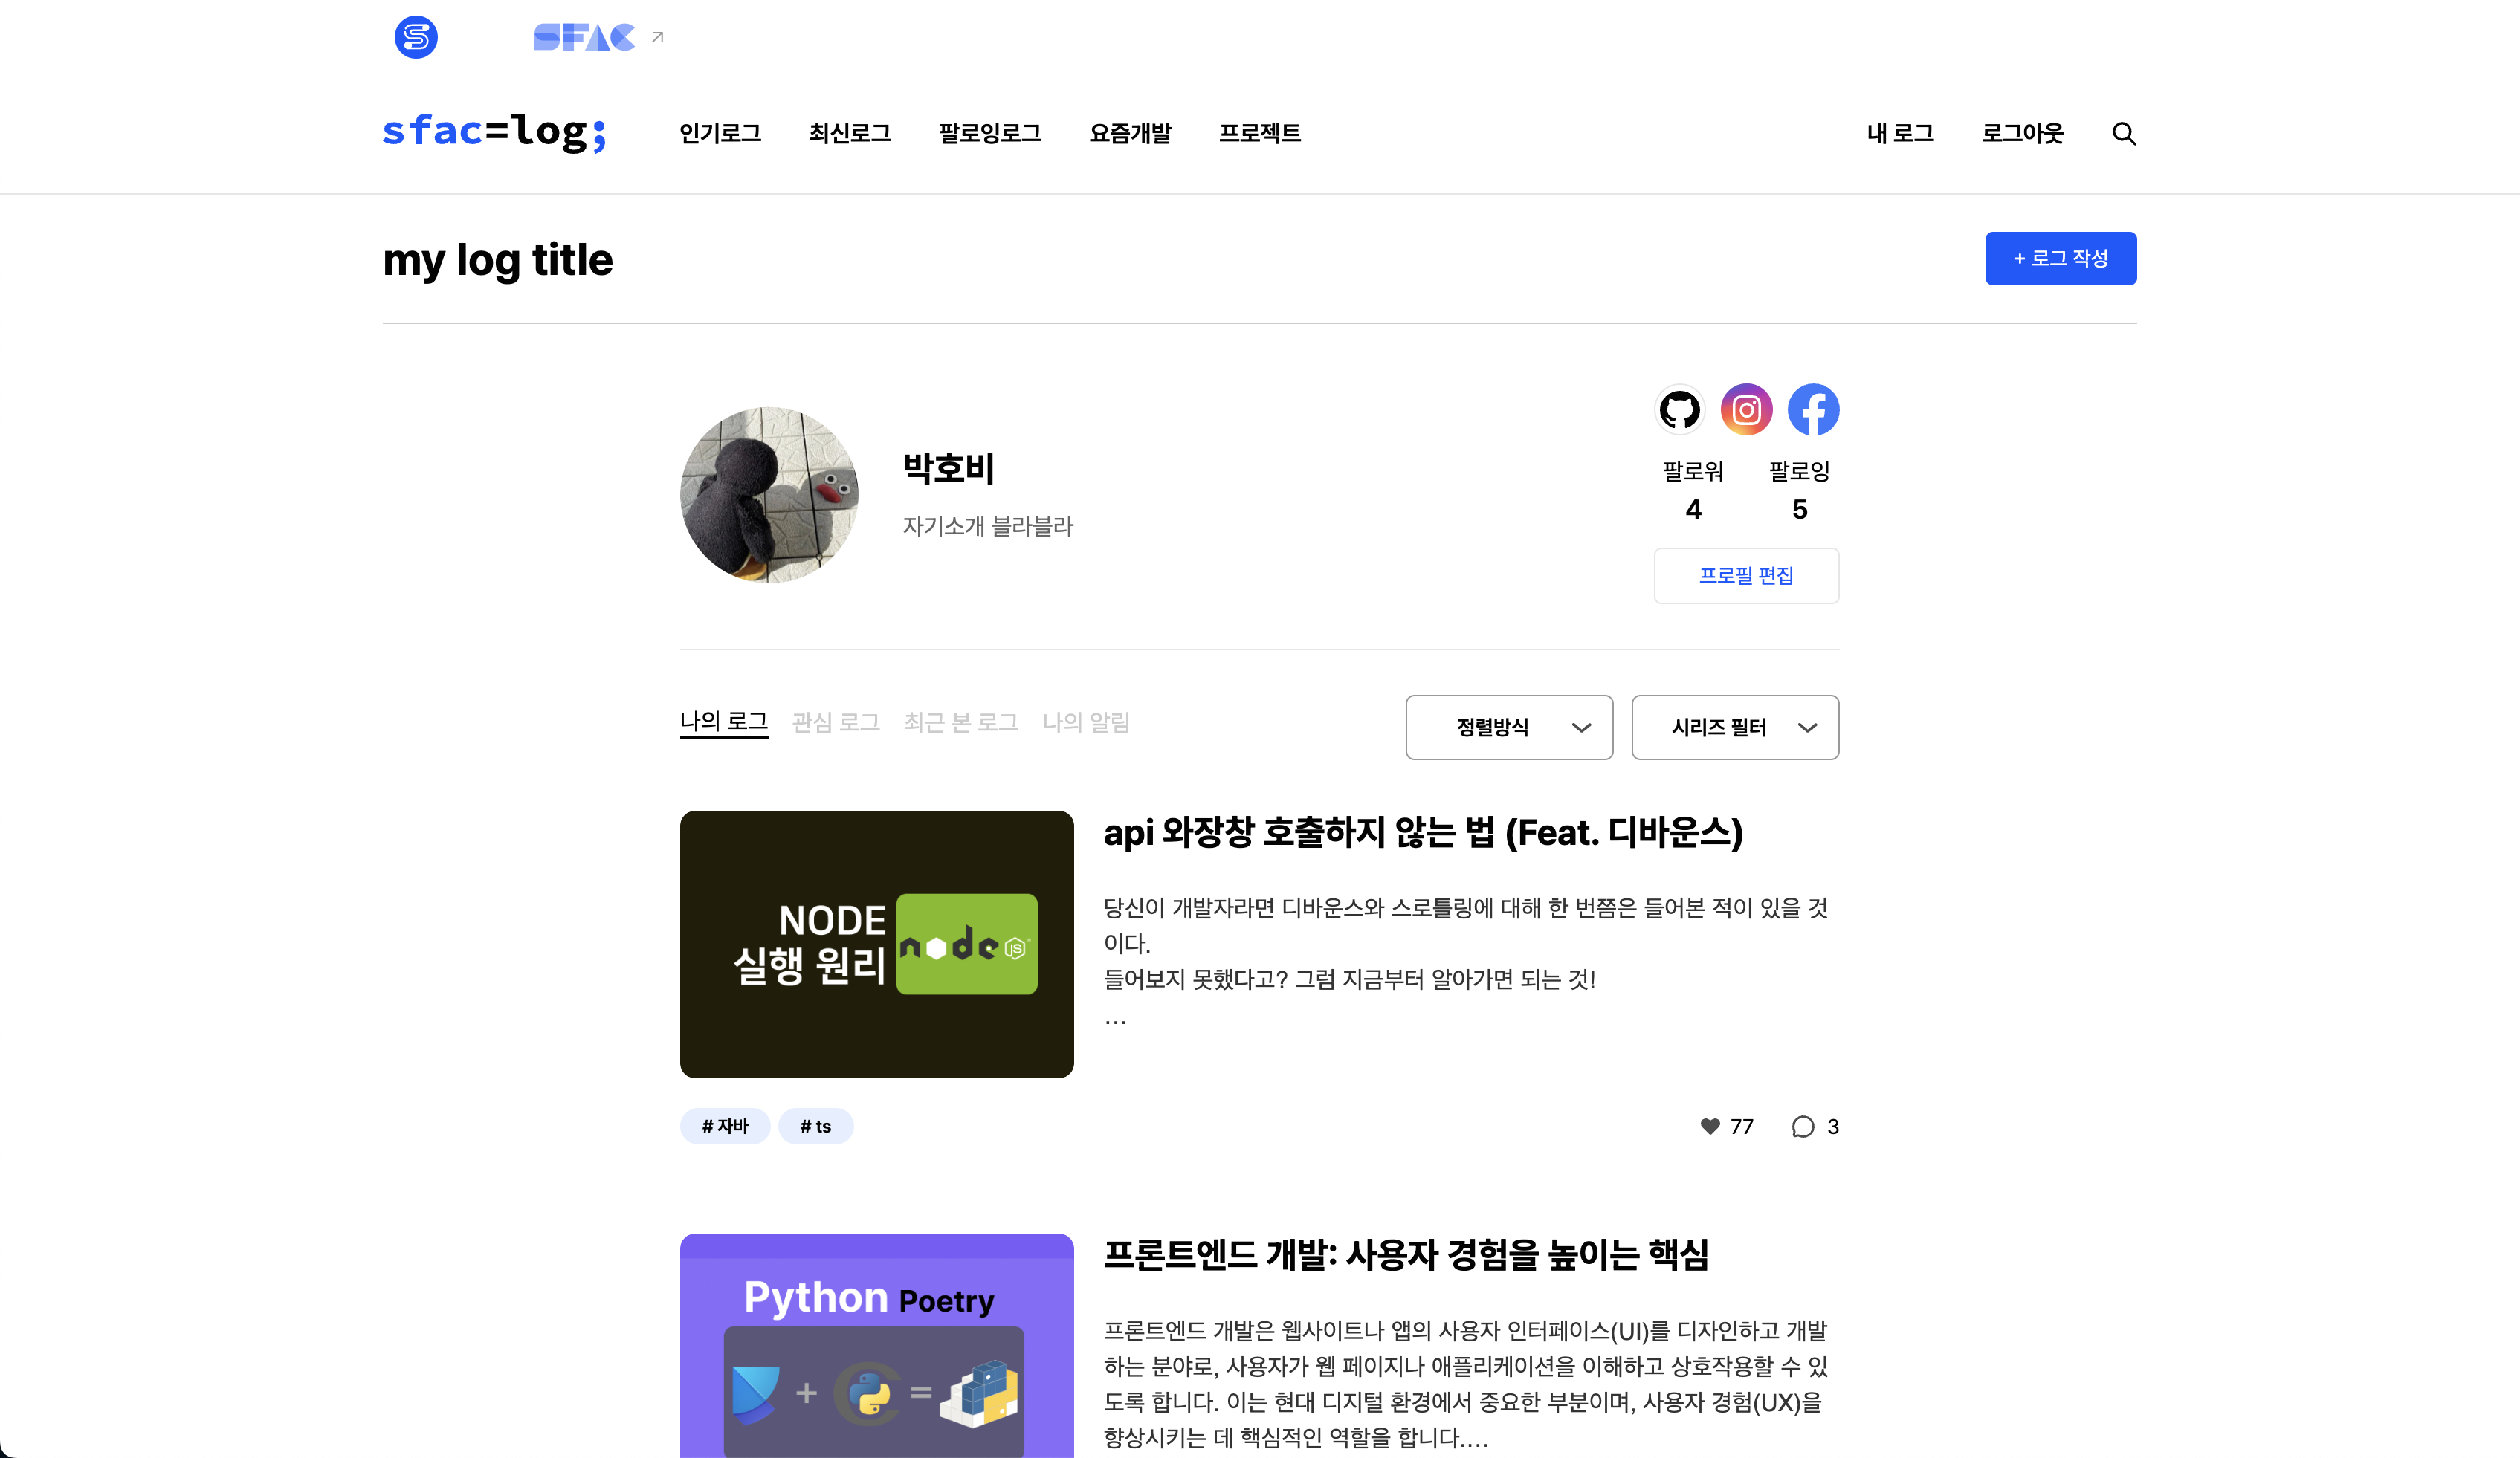 SFAC
sfac=log;
인기로그 최신로그 팔로잉로그 요즘개발 프로젝트
내 로그 로그아웃
my log title
+ 로그 작성
박호비
자기소개 블라블라
팔로워 팔로잉
4 5
프로필 편집
나의 로그 관심 로그 최근 본 로그 나의 알림
정렬방식 시리즈 필터
NODE
실행 원리
node JS
api 와장창 호출하지 않는 법 (Feat. 디바운스)
당신이 개발자라면 디바운스와 스로틀링에 대해 한 번쯤은 들어본 적이 있을 것
이다.
들어보지 못했다고? 그럼 지금부터 알아가면 되는 것!
...
# 자바 # ts
77 3
Python Poetry
+ =
프론트엔드 개발: 사용자 경험을 높이는 핵심
프론트엔드 개발은 웹사이트나 앱의 사용자 인터페이스(UI)를 디자인하고 개발
하는 분야로, 사용자가 웹 페이지나 애플리케이션을 이해하고 상호작용할 수 있
도록 합니다. 이는 현대 디지털 환경에서 중요한 부분이며, 사용자 경험(UX)을
향상시키는 데 핵심적인 역할을 합니다....